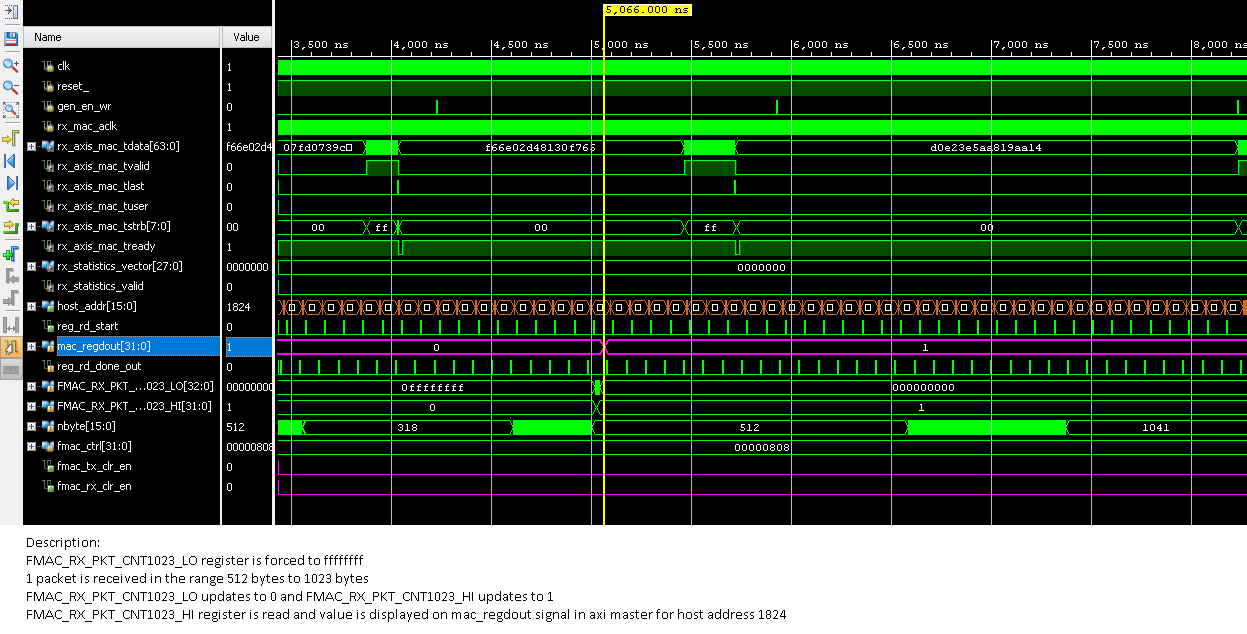 5,066.000 ns
Name Value
3,500 ns 4,000 ns 4,500 ns 5,000 ns 5,500 ns 6,000 ns 6,500 ns 7,000 ns 7,500 ns 8,000 ns
clk 1
reset_ 1
gen_en_wr 0
rx_mac_aclk 1
rx_axis_mac_tdata[63:0] f66e02d4 07fd0739c f66e02d48130f765 d0e23e5aa819aa14
rx_axis_mac_tvalid 0
rx_axis_mac_tlast 0
rx_axis_mac_tuser 0
rx_axis_mac_tstrb[7:0] 00 00 ff 00 ff 00
rx_axis_mac_tready 1
rx_statistics_vector[27:0] 0000000 0000000
rx_statistics_valid 0
host_addr[15:0] 1824
reg_rd_start 0
mac_regdout[31:0] 1 0 1
reg_rd_done_out 0
FMAC_RX_PKT_...023_LO[32:0] 00000000 0ffffffff 000000000
FMAC_RX_PKT_...023_HI[31:0] 1 0 1
nbyte[15:0] 512 318 512 1041
fmac_ctrl[31:0] 00000808 00000808
fmac_tx_clr_en 0
fmac_rx_clr_en 0
Description:
FMAC_RX_PKT_CNT1023_LO register is forced to ffffffff
1 packet is received in the range 512 bytes to 1023 bytes
FMAC_RX_PKT_CNT1023_LO updates to 0 and FMAC_RX_PKT_CNT1023_HI updates to 1
FMAC_RX_PKT_CNT1023_HI register is read and value is displayed on mac_regdout signal in axi master for host address 1824